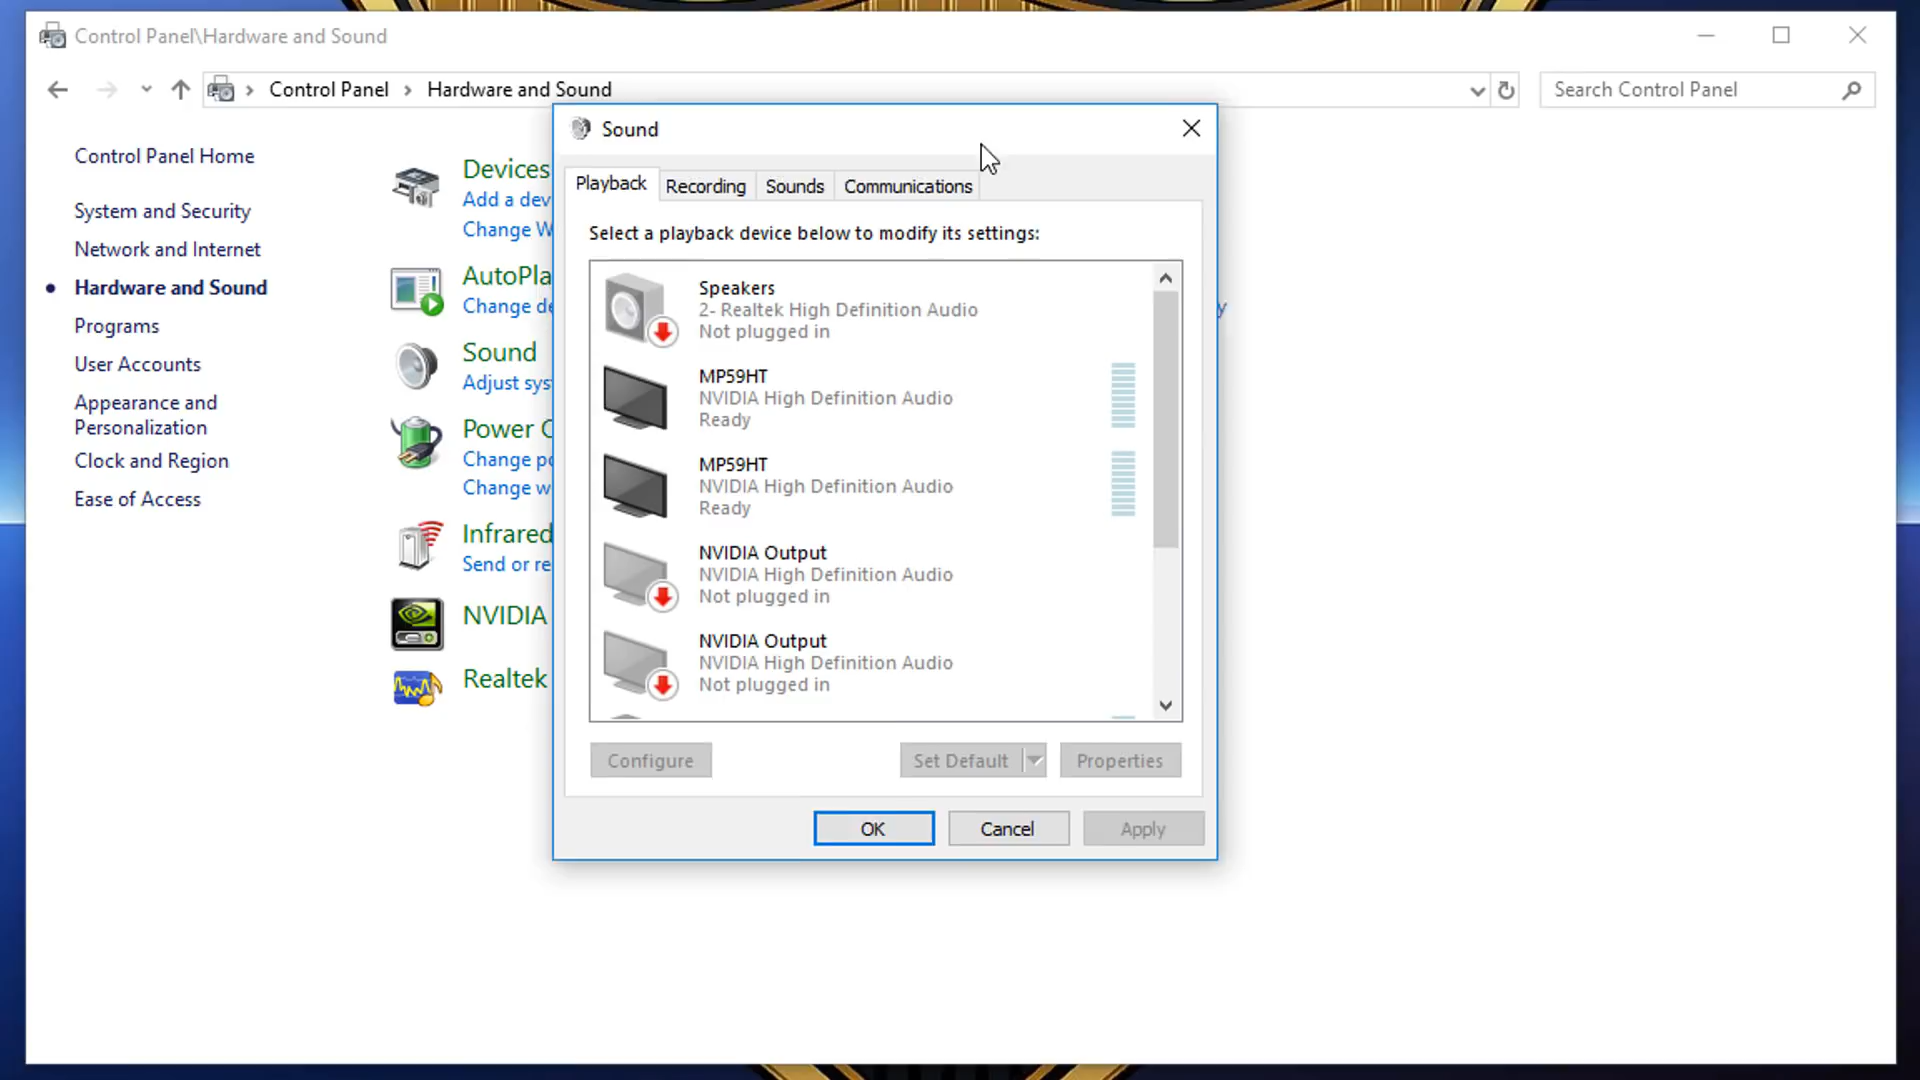 Control Panel\Hardware and Sound
Control Panel Hardware and Sound
Search Control Panel
Control Panel Home
System and Security
Network and Internet
Hardware and Sound
Programs
User Accounts
Appearance and
Personalization
Clock and Region
Ease of Access
Devices
Add a dev
Change W
AutoPla
Change de
y
Sound
Adjust sys
Power O
Change po
Change w
Infrared
Send or re
NVIDIA
Realtek
Sound
Playback Recording Sounds Communications
Select a playback device below to modify its settings:
Speakers
2- Realtek High Definition Audio
Not plugged in
MP59HT
NVIDIA High Definition Audio
Ready
MP59HT
NVIDIA High Definition Audio
Ready
NVIDIA Output
NVIDIA High Definition Audio
Not plugged in
NVIDIA Output
NVIDIA High Definition Audio
Not plugged in
Configure Set Default Properties
OK Cancel Apply